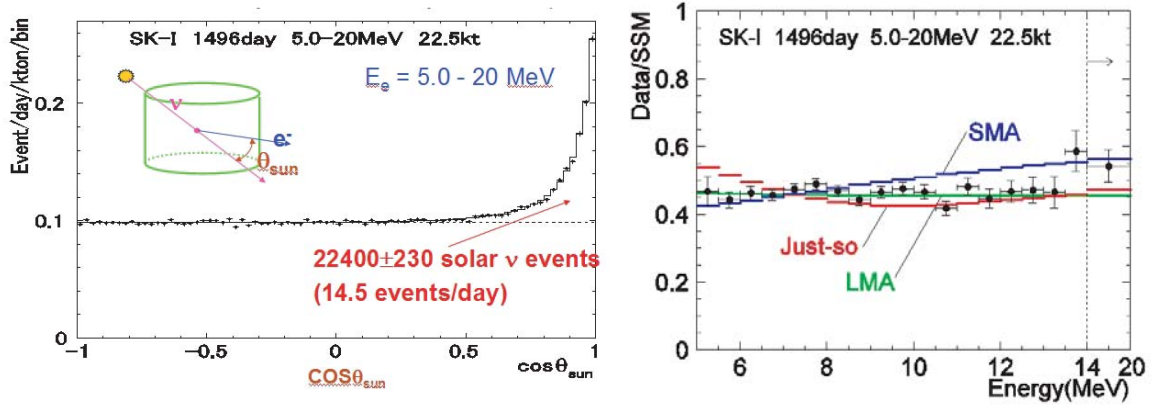 SK-I 1496day 5.0-20MeV 22.5kt
E_e = 5.0 - 20 MeV
ν
e-
θ_sun
22400±230 solar ν events
(14.5 events/day)
Event/day/kton/bin
0.2
0.1
0
-1
-0.5
0
0.5
1
cosθ_sun
COSθ_sun
SK-I 1496day 5.0-20MeV 22.5kt
SMA
Just-so
LMA
Data/SSM
1
0.8
0.6
0.4
0.2
0
6
8
10
12
14
20
Energy(MeV)